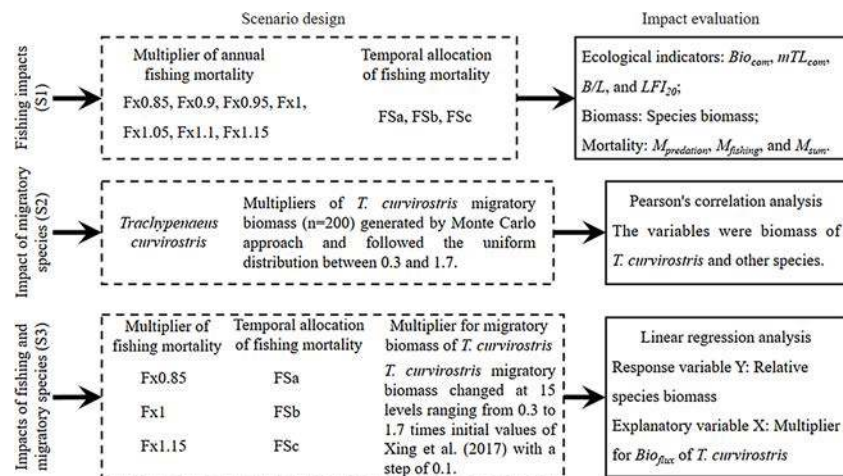 Scenario design
Impact evaluation
Fishing impacts
(S1)
Multiplier of annual
fishing mortality
Fx0.85, Fx0.9, Fx0.95, Fx1,
Fx1.05, Fx1.1, Fx1.15
Temporal allocation
of fishing mortality
FSa, FSb, FSc
Ecological indicators: Bio_com, mTL_com,
B/L, and LFI_20;
Biomass: Species biomass;
Mortality: M_predation, M_fishing, and M_sum.
Impact of migratory
species (S2)
Trachypenaeus
curvirostris
Multipliers of T. curvirostris migratory
biomass (n=200) generated by Monte Carlo
approach and followed the uniform
distribution between 0.3 and 1.7.
Pearson's correlation analysis
The variables were biomass of
T. curvirostris and other species.
Impacts of fishing and
migratory species (S3)
Multiplier of
fishing mortality
Fx0.85
Fx1
Fx1.15
Temporal allocation
of fishing mortality
FSa
FSb
FSc
Multiplier for migratory
biomass of T. curvirostris
T. curvirostris migratory
biomass changed at 15
levels ranging from 0.3 to
1.7 times initial values of
Xing et al. (2017) with a
step of 0.1.
Linear regression analysis
Response variable Y: Relative
species biomass
Explanatory variable X: Multiplier
for Bio_flux of T. curvirostris